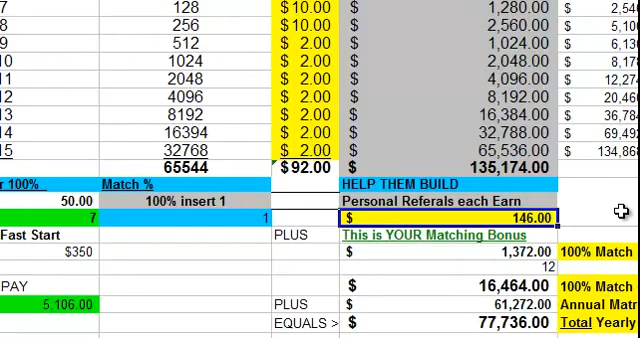 7 128 $10.00 $ 1,280.00 $ 2,54
8 256 $10.00 $ 2,560.00 $ 5,10
9 512 $ 2.00 $ 1,024.00 $ 6,13
10 1024 $ 2.00 $ 2,048.00 $ 8,17
11 2048 $ 2.00 $ 4,096.00 $ 12,27
12 4096 $ 2.00 $ 8,192.00 $ 20,46
13 8192 $ 2.00 $ 16,384.00 $ 36,78
14 16394 $ 2.00 $ 32,788.00 $ 69,49
15 32768 $ 2.00 $ 65,536.00 $ 134,86
65544 $92.00 $ 135,174.00
r 100% Match % HELP THEM BUILD
50.00 100% insert 1 Personal Referals each Earn
7 1 $ 146.00
Fast Start PLUS This is YOUR Matching Bonus
$350 $ 1,372.00 100% Match
12
PAY $ 16,464.00 100% Match
5,106.00 PLUS $ 61,272.00 Annual Matr
EQUALS > $ 77,736.00 Total Yearly